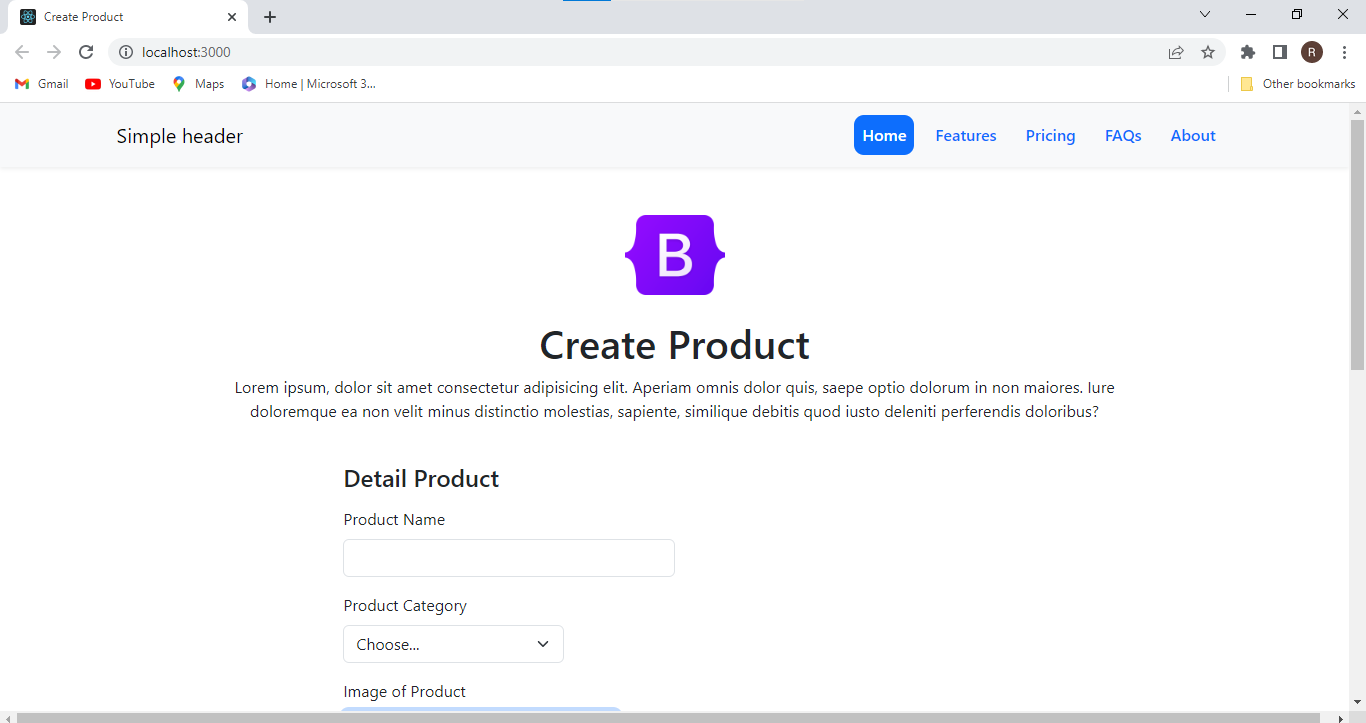 Create Product
localhost:3000
R
Gmail
YouTube
Maps
Home | Microsoft 3...
Other bookmarks
Simple header
Home
Features
Pricing
FAQs
About
B
Create Product
Lorem ipsum, dolor sit amet consectetur adipisicing elit. Aperiam omnis dolor quis, saepe optio dolorum in non maiores. Iure
doloremque ea non velit minus distinctio molestias, sapiente, similique debitis quod iusto deleniti perferendis doloribus?
Detail Product
Product Name
Product Category
Choose...
Image of Product